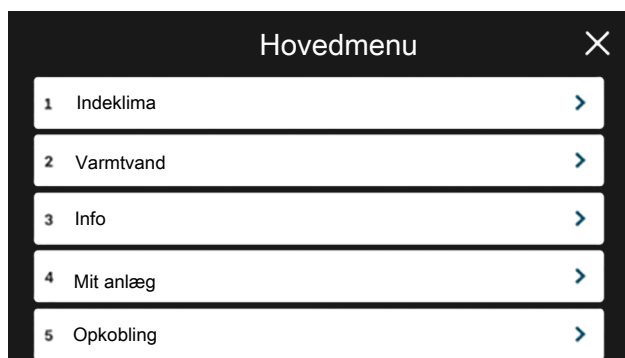 Hovedmenu
1 Indeklima
2 Varmtvand
3 Info
4 Mit anlæg
5 Opkobling